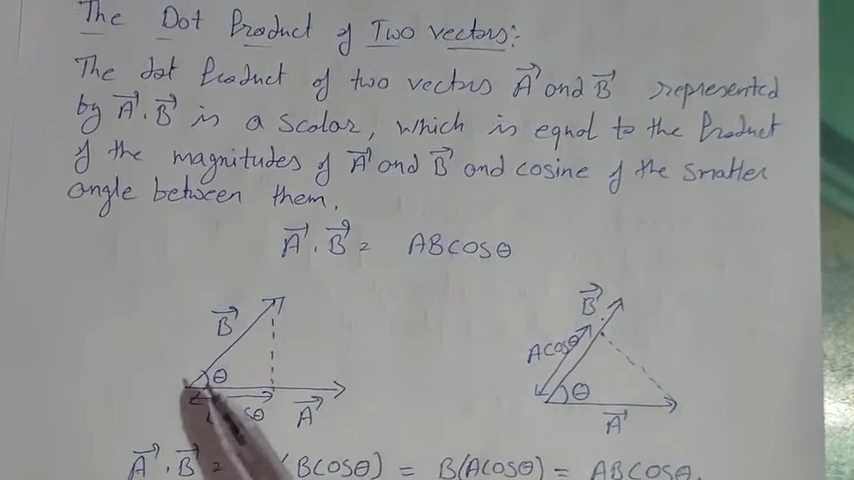 The Dot Product of Two vectors:-
The dot Product of two vectors A⃗ and B⃗ represented
by A⃗ . B⃗ is a scalar, which is equal to the Product
of the magnitudes of A⃗ and B⃗ and cosine of the smaller
angle between them.
A⃗ . B⃗ = ABCOSθ
B⃗
θ
A⃗
B⃗
Acosθ
θ
A⃗
A⃗ . B⃗ = (BCOSθ) = B(ACOSθ) = ABCOSθ.